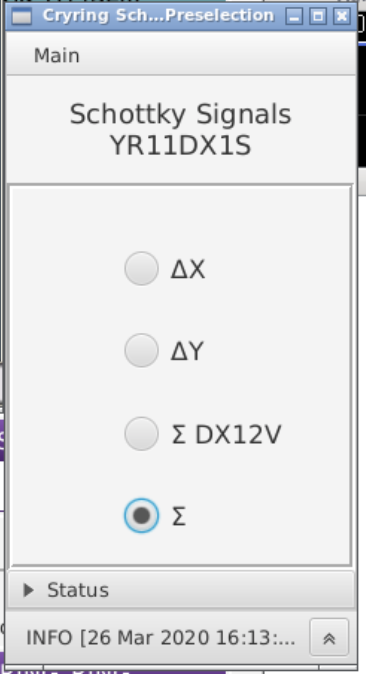 Cryring Sch...Preselection
Main
Schottky Signals
YR11DX1S
ΔX
ΔY
Σ DX12V
Σ
Status
INFO [26 Mar 2020 16:13:...